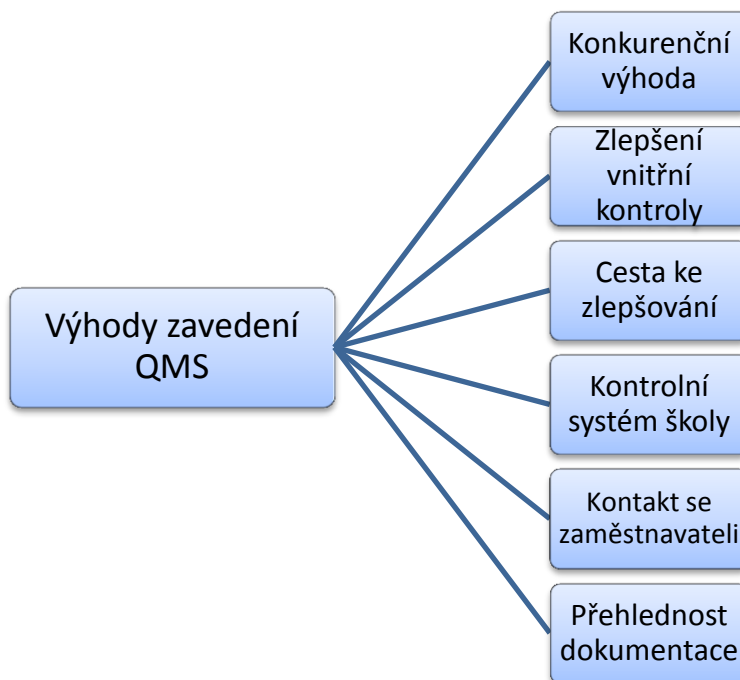 Výhody zavedení
QMS
Konkurenční
výhoda
Zlepšení
vnitřní
kontroly
Cesta ke
zlepšování
Kontrolní
systém školy
Kontakt se
zaměstnavateli
Přehlednost
dokumentace